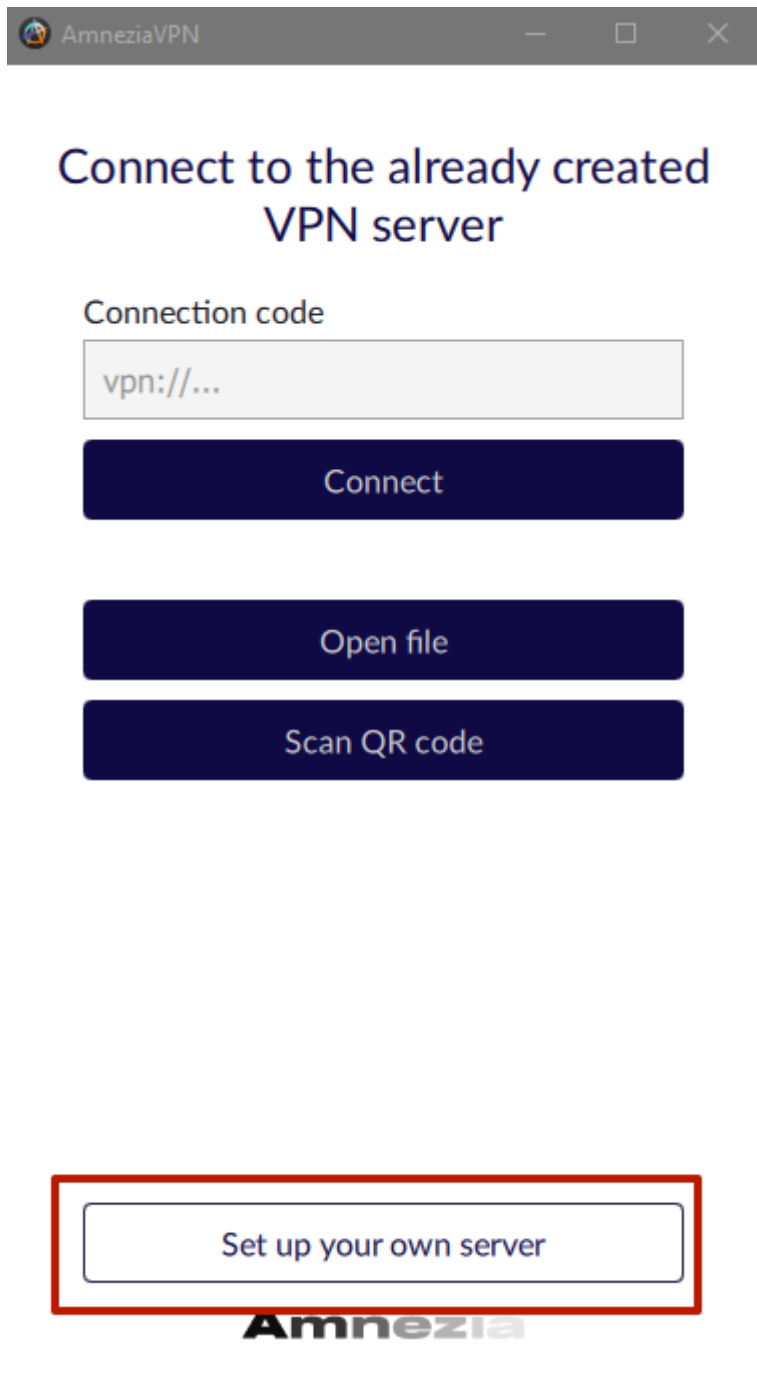 AmneziaVPN
Connect to the already created
VPN server
Connection code
vpn://...
Connect
Open file
Scan QR code
Set up your own server
Amnezia